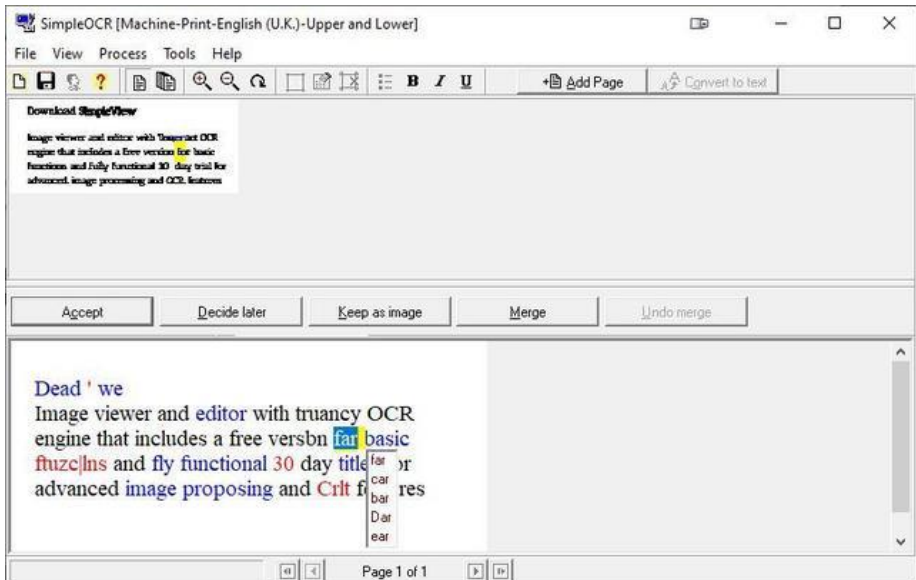 SimpleOCR [Machine-Print-English (U.K.)-Upper and Lower]
File View Process Tools Help
B I U Add Page Convert to text
Download SimpleView
Image viewer and editor with Tesseract OCR
engine that includes a free version for basic
functions and fully functional 30 day trial for
advanced image processing and OCR features
Accept Decide later Keep as image Merge Undo merge
Dead ' we
Image viewer and editor with truancy OCR
engine that includes a free versbn far basic
ftuzc|lns and fly functional 30 day title or
advanced image proposing and Crlt f res
far
car
bar
Dar
ear
Page 1 of 1